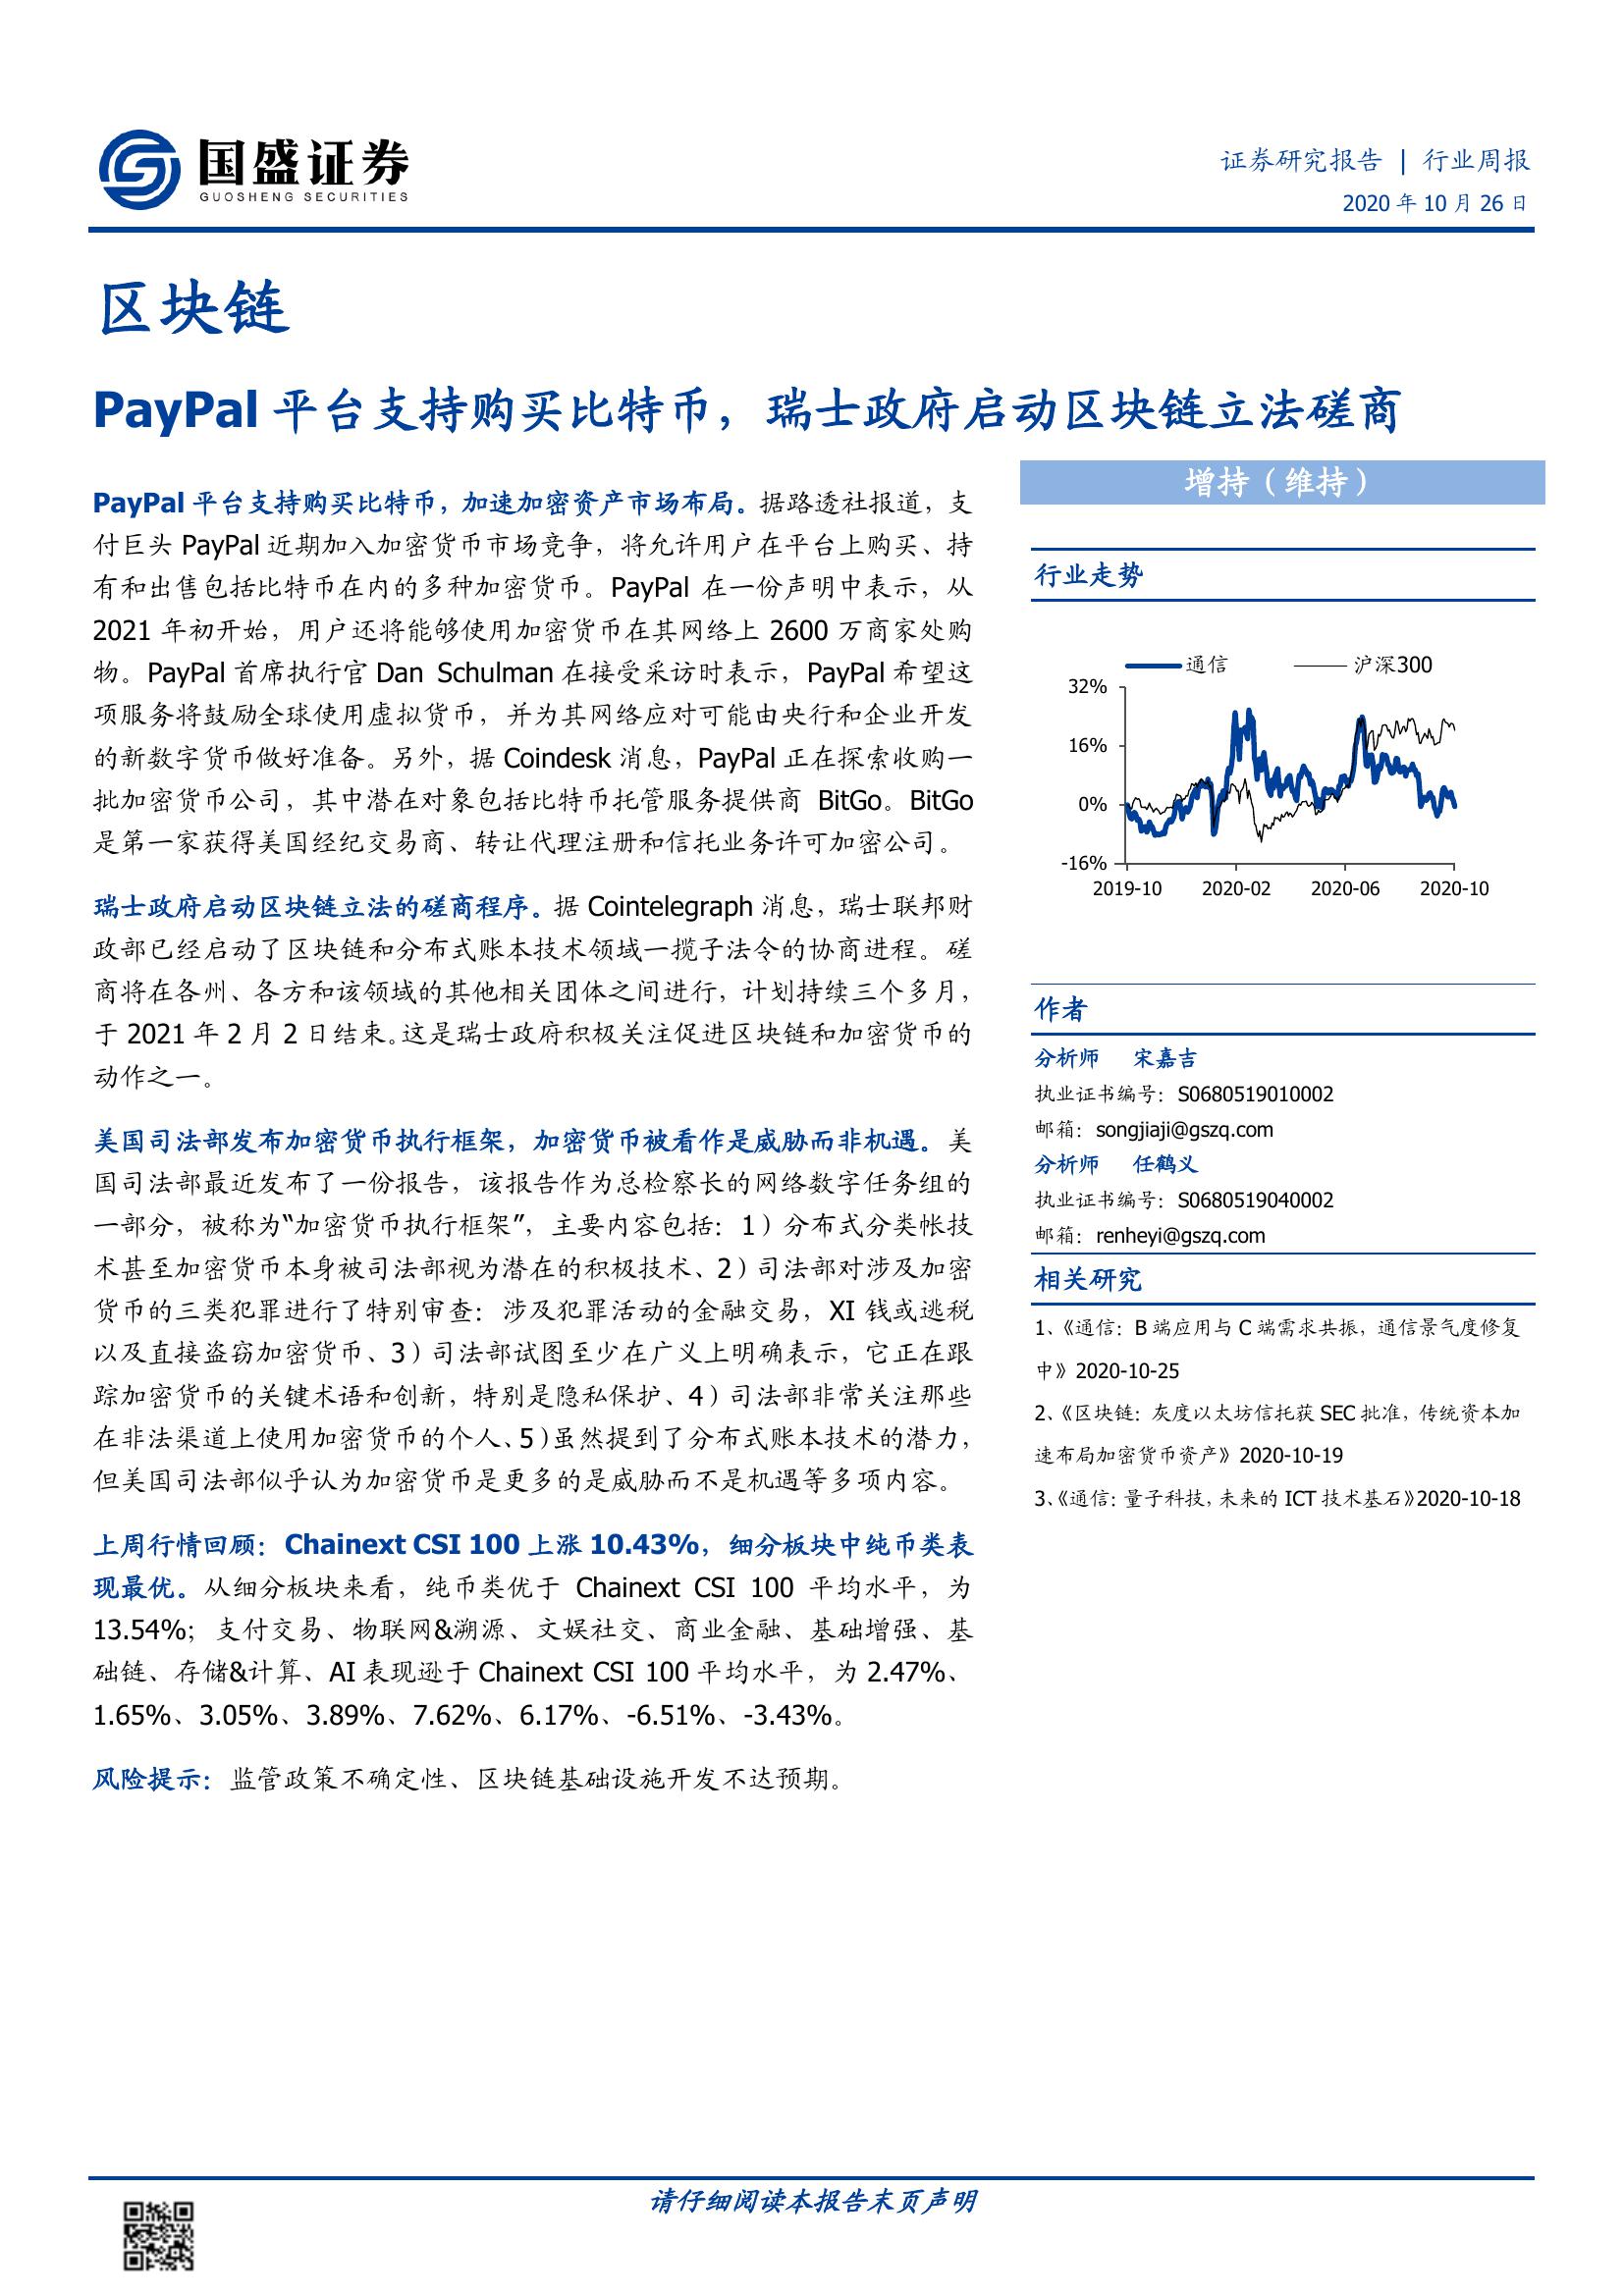 国盛证券
GUOSHENG SECURITIES
证券研究报告 | 行业周报
2020 年 10 月 26 日
区块链
PayPal 平台支持购买比特币，瑞士政府启动区块链立法磋商
PayPal 平台支持购买比特币，加速加密资产市场布局。据路透社报道，支
付巨头 PayPal 近期加入加密货币市场竞争，将允许用户在平台上购买、持
有和出售包括比特币在内的多种加密货币。PayPal 在一份声明中表示，从
2021 年初开始，用户还将能够使用加密货币在其网络上 2600 万商家处购
物。PayPal 首席执行官 Dan Schulman 在接受采访时表示，PayPal 希望这
项服务将鼓励全球使用虚拟货币，并为其网络应对可能由央行和企业开发
的新数字货币做好准备。另外，据 Coindesk 消息，PayPal 正在探索收购一
批加密货币公司，其中潜在对象包括比特币托管服务提供商 BitGo。BitGo
是第一家获得美国经纪交易商、转让代理注册和信托业务许可加密公司。
瑞士政府启动区块链立法的磋商程序。据 Cointelegraph 消息，瑞士联邦财
政部已经启动了区块链和分布式账本技术领域一揽子法令的协商进程。磋
商将在各州、各方和该领域的其他相关团体之间进行，计划持续三个多月，
于 2021 年 2 月 2 日结束。这是瑞士政府积极关注促进区块链和加密货币的
动作之一。
美国司法部发布加密货币执行框架，加密货币被看作是威胁而非机遇。美
国司法部最近发布了一份报告，该报告作为总检察长的网络数字任务组的
一部分，被称为“加密货币执行框架”，主要内容包括：1）分布式分类帐技
术甚至加密货币本身被司法部视为潜在的积极技术、2）司法部对涉及加密
货币的三类犯罪进行了特别审查：涉及犯罪活动的金融交易，XI 钱或逃税
以及直接盗窃加密货币、3）司法部试图至少在广义上明确表示，它正在跟
踪加密货币的关键术语和创新，特别是隐私保护、4）司法部非常关注那些
在非法渠道上使用加密货币的个人、5）虽然提到了分布式账本技术的潜力，
但美国司法部似乎认为加密货币是更多的是威胁而不是机遇等多项内容。
上周行情回顾：Chainext CSI 100 上涨 10.43%，细分板块中纯币类表
现最优。从细分板块来看，纯币类优于 Chainext CSI 100 平均水平，为
13.54%；支付交易、物联网&溯源、文娱社交、商业金融、基础增强、基
础链、存储&计算、AI 表现逊于 Chainext CSI 100 平均水平，为 2.47%、
1.65%、3.05%、3.89%、7.62%、6.17%、-6.51%、-3.43%。
风险提示：监管政策不确定性、区块链基础设施开发不达预期。
增持（维持）
行业走势
通信 沪深300
32%
16%
0%
-16%
2019-10 2020-02 2020-06 2020-10
作者
分析师 宋嘉吉
执业证书编号：S0680519010002
邮箱：songjiaji@gszq.com
分析师 任鹤义
执业证书编号：S0680519040002
邮箱：renheyi@gszq.com
相关研究
1、《通信：B 端应用与 C 端需求共振，通信景气度修复
中》2020-10-25
2、《区块链：灰度以太坊信托获 SEC 批准，传统资本加
速布局加密货币资产》2020-10-19
3、《通信：量子科技，未来的 ICT 技术基石》2020-10-18
请仔细阅读本报告末页声明